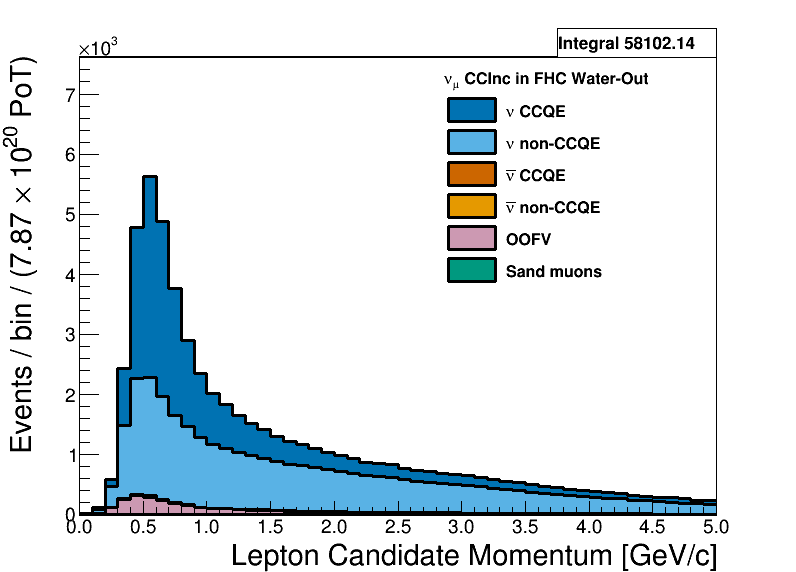 Integral 58102.14
×10³
ν_μ CCInc in FHC Water-Out
ν CCQE
ν non-CCQE
ν̅ CCQE
ν̅ non-CCQE
OOFV
Sand muons
Events / bin / (7.87 × 10²⁰ PoT)
7
6
5
4
3
2
1
0
0.0 0.5 1.0 1.5 2.0 2.5 3.0 3.5 4.0 4.5 5.0
Lepton Candidate Momentum [GeV/c]